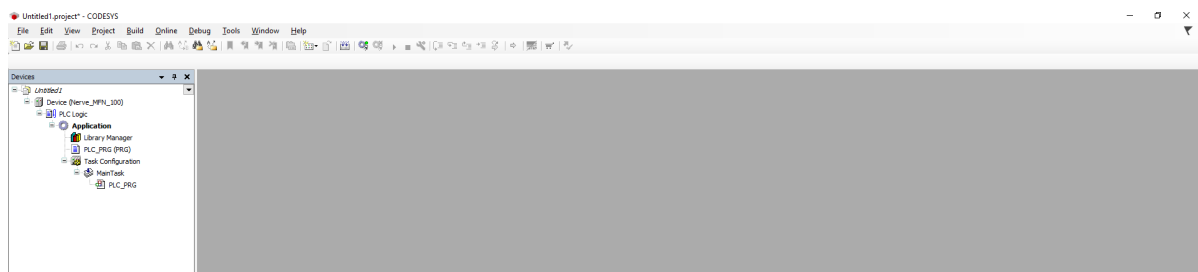 Untitled1.project* - CODESYS
File Edit View Project Build Online Debug Tools Window Help
Devices
Untitled1
Device (Nerve_MFN_100)
PLC Logic
Application
Library Manager
PLC_PRG (PRG)
Task Configuration
MainTask
PLC_PRG